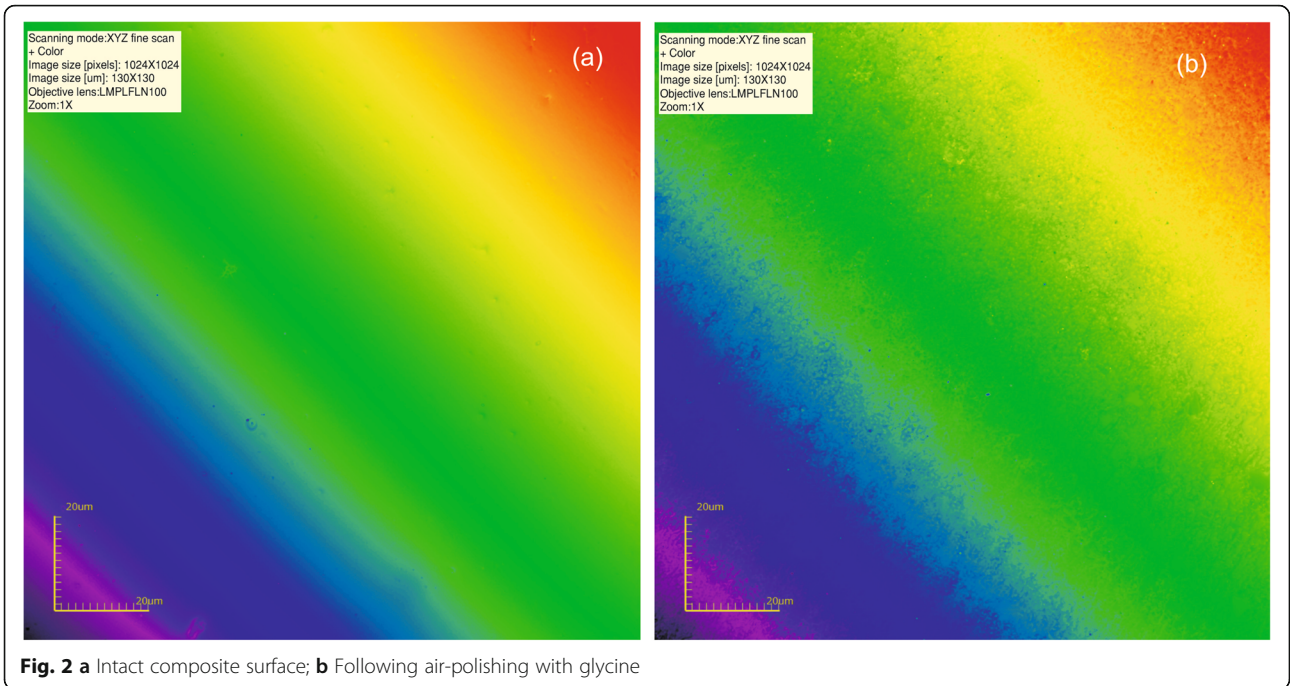 Scanning mode:XYZ fine scan
+ Color
Image size [pixels]: 1024X1024
Image size [um]: 130X130
Objective lens:LMPLFLN100
Zoom:1X
(a)
20um
20um
Scanning mode:XYZ fine scan
+ Color
Image size [pixels]: 1024X1024
Image size [um]: 130X130
Objective lens:LMPLFLN100
Zoom:1X
(b)
20um
20um
Fig. 2 a Intact composite surface; b Following air-polishing with glycine